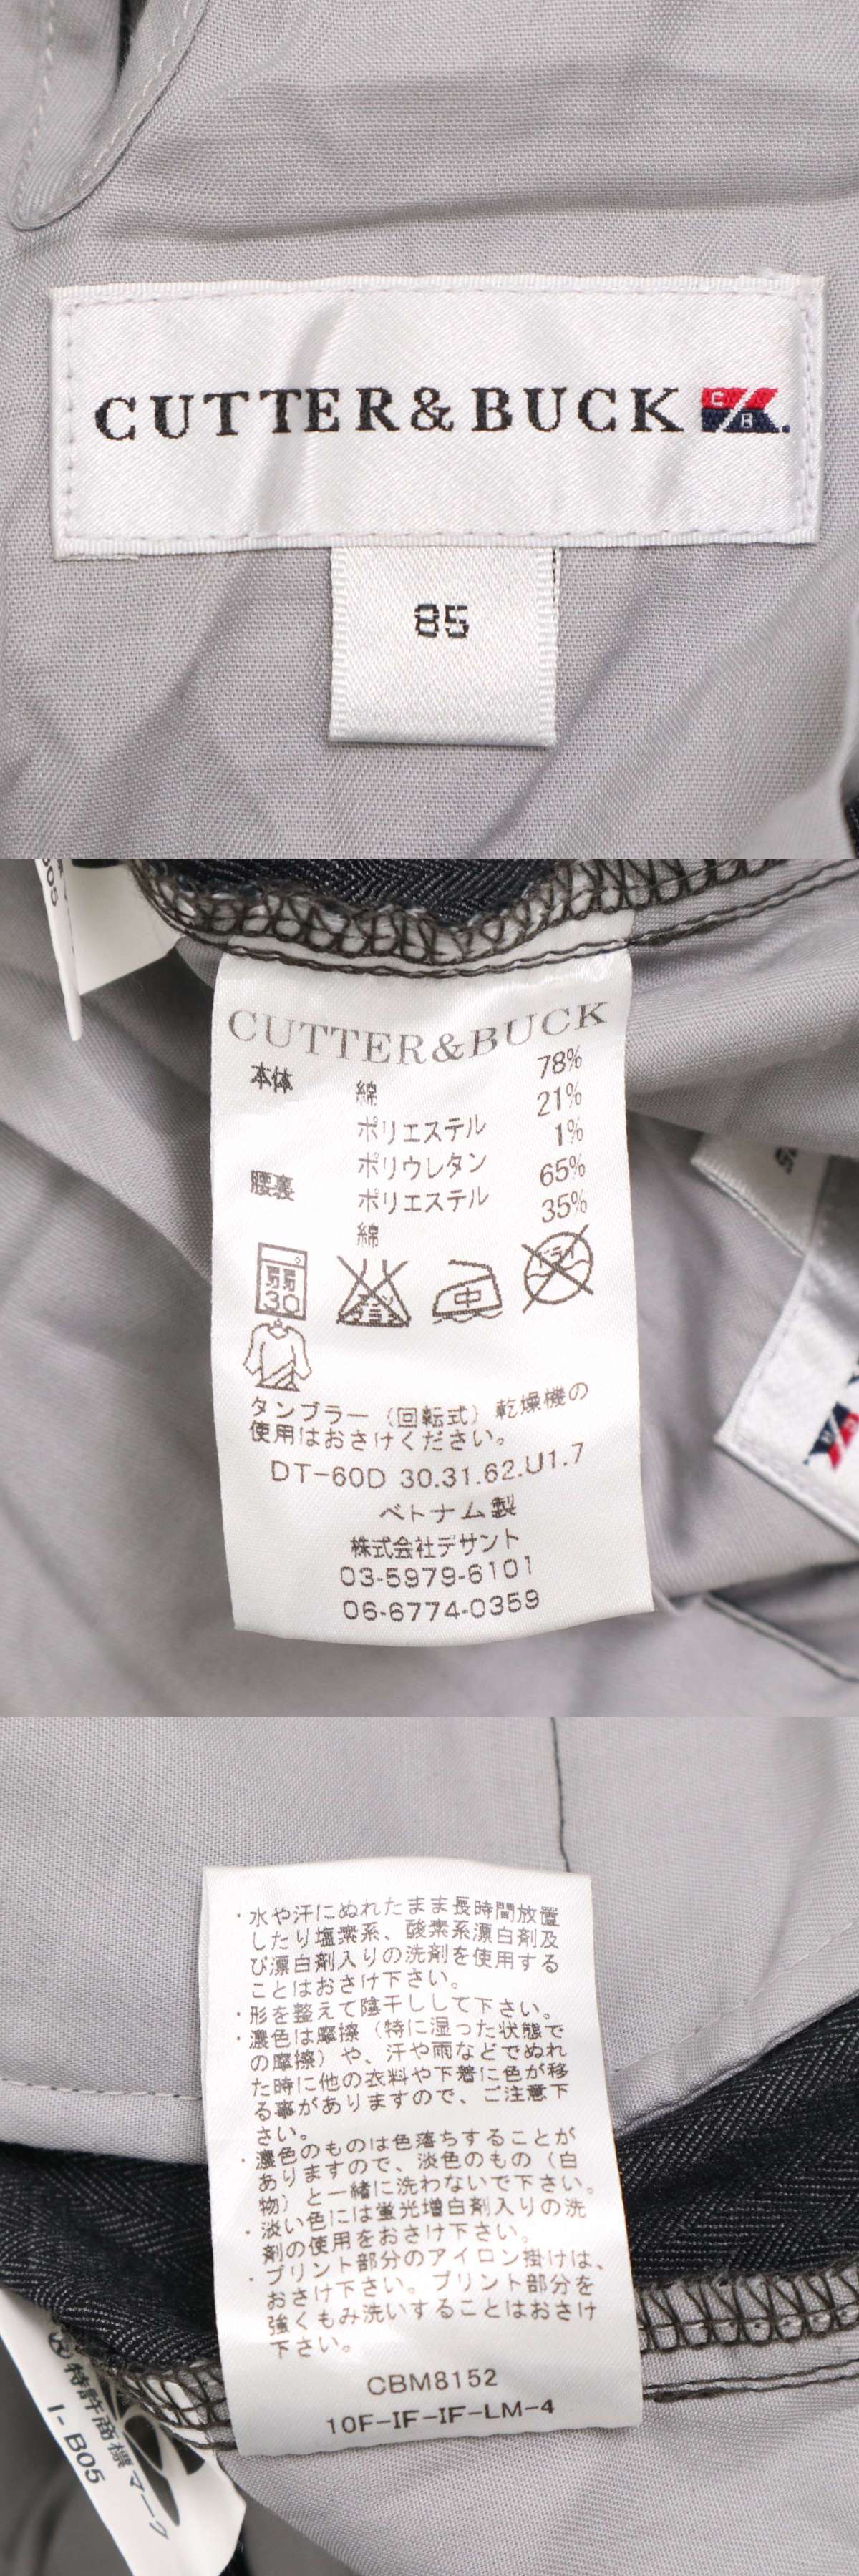 CUTTER&BUCK
C
B
85
B05
CUTTER&BUCK
本体 綿 78%
ポリエステル 21%
ポリウレタン 1%
腰裏 ポリエステル 65%
綿 35%
弱
30
中
ドライ
タンブラー（回転式）乾燥機の
使用はおさけください。
DT-60D 30.31.62.U1.7
ベトナム製
株式会社デサント
03-5979-6101
06-6774-0359
・水や汗にぬれたまま長時間放置
したり塩素系、酸素系漂白剤及
び漂白剤入りの洗剤を使用する
ことはおさけ下さい。
・形を整えて陰干しして下さい。
・濃色は摩擦（特に湿った状態で
の摩擦）や、汗や雨などでぬれ
た時に他の衣料や下着に色が移
る事がありますので、ご注意下
さい。
・濃色のものは色落ちすることが
ありますので、淡色のもの（白
物）と一緒に洗わないで下さい。
・淡い色には蛍光増白剤入りの洗
剤の使用をおさけ下さい。
・プリント部分のアイロン掛けは、
おさけ下さい。プリント部分を
強くもみ洗いすることはおさけ
下さい。
CBM8152
10F-IF-IF-LM-4
特許商標マーク
I-B05